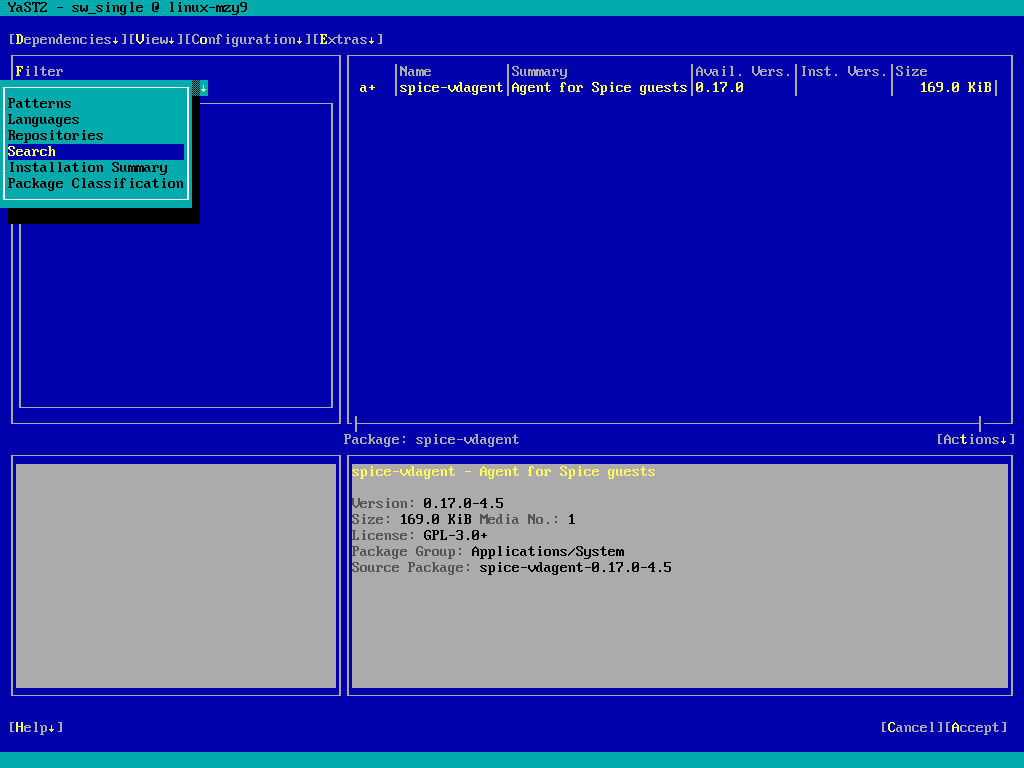 YaST2 - sw_single @ linux-mzy9
[Dependencies↓][View↓][Configuration↓][Extras↓]
Filter
↓
Patterns
Languages
Repositories
Search
Installation Summary
Package Classification
|Name |Summary |Avail. Vers.|Inst. Vers.|Size
a+ |spice-vdagent|Agent for Spice guests|0.17.0 | | 169.0 KiB|
Package: spice-vdagent [Actions↓]
spice-vdagent - Agent for Spice guests
Version: 0.17.0-4.5
Size: 169.0 KiB Media No.: 1
License: GPL-3.0+
Package Group: Applications/System
Source Package: spice-vdagent-0.17.0-4.5
[Help↓] [Cancel][Accept]